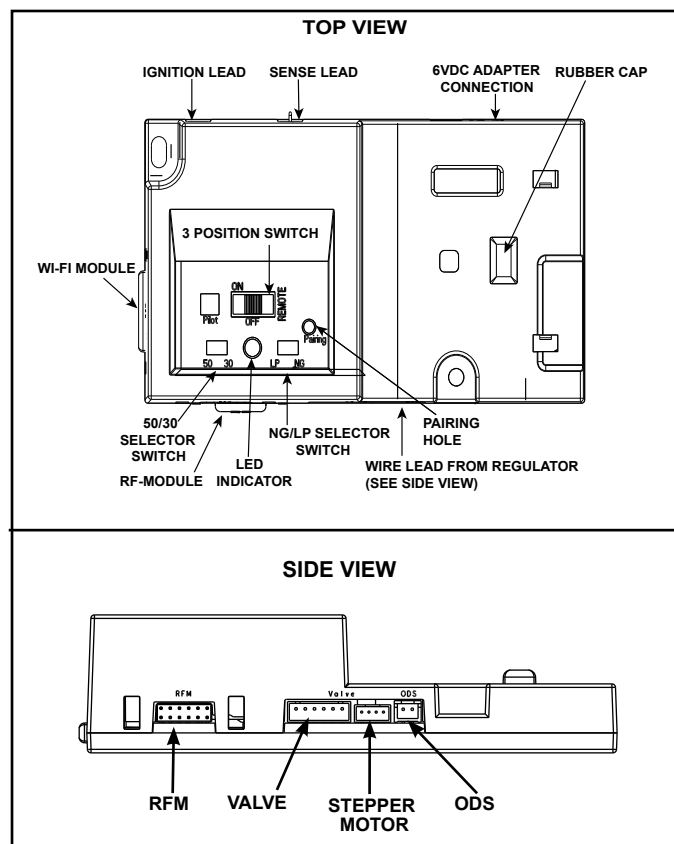 TOP VIEW
IGNITION LEAD
SENSE LEAD
6VDC ADAPTER
CONNECTION
RUBBER CAP
3 POSITION SWITCH
WI-FI MODULE
ON
OFF
REMOTE
Pilot
Pairing
50 30
LP NG
50/30
SELECTOR
SWITCH
RF-MODULE
LED
INDICATOR
NG/LP SELECTOR
SWITCH
PAIRING
HOLE
WIRE LEAD FROM REGULATOR
(SEE SIDE VIEW)
SIDE VIEW
RFM
Valve
ODS
RFM
VALVE
STEPPER
MOTOR
ODS